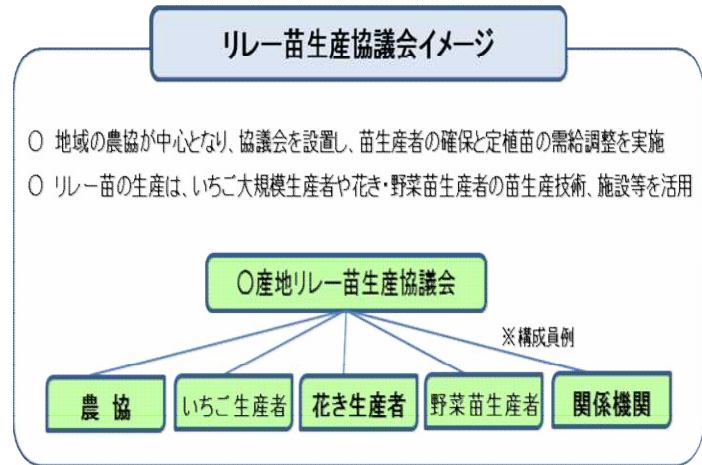 リレー苗生産協議会イメージ
○ 地域の農協が中心となり、協議会を設置し、苗生産者の確保と定植苗の需給調整を実施
○ リレー苗の生産は、いちご大規模生産者や花き・野菜苗生産者の苗生産技術、施設等を活用
○産地リレー苗生産協議会
※構成員例
農 協 いちご生産者 花き生産者 野菜苗生産者 関係機関